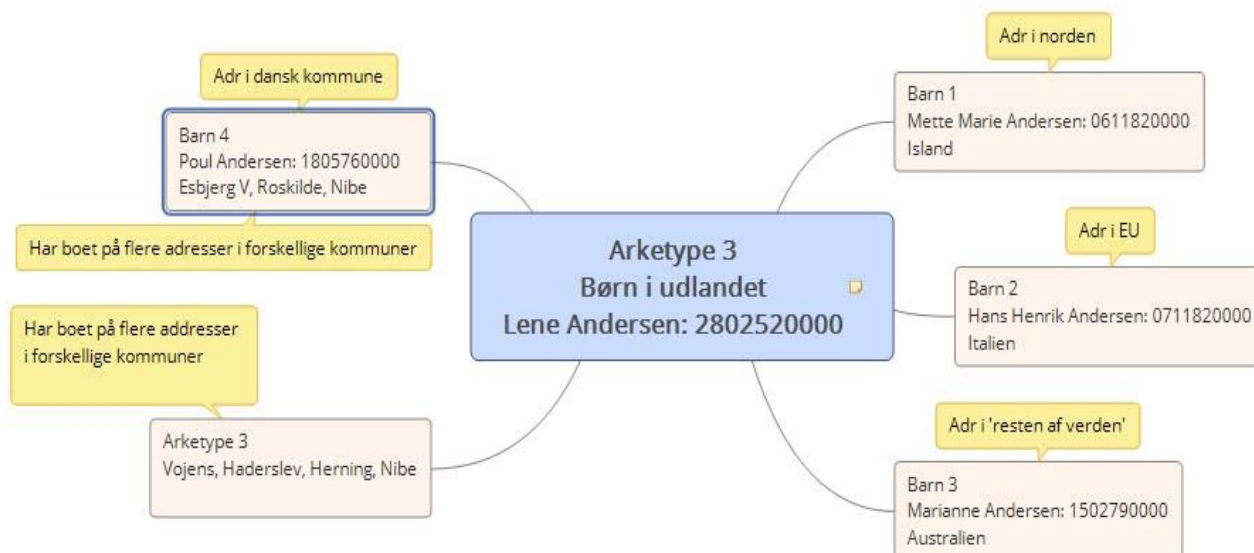 Adr i norden
Adr i dansk kommune
Barn 1
Mette Marie Andersen: 0611820000
Island
Barn 4
Poul Andersen: 1805760000
Esbjerg V, Roskilde, Nibe
Har boet på flere adresser i forskellige kommuner
Arketype 3
Børn i udlandet
Lene Andersen: 2802520000
Adr i EU
Barn 2
Hans Henrik Andersen: 0711820000
Italien
Har boet på flere addresser
i forskellige kommuner
Arketype 3
Vojens, Haderslev, Herning, Nibe
Adr i 'resten af verden'
Barn 3
Marianne Andersen: 1502790000
Australien